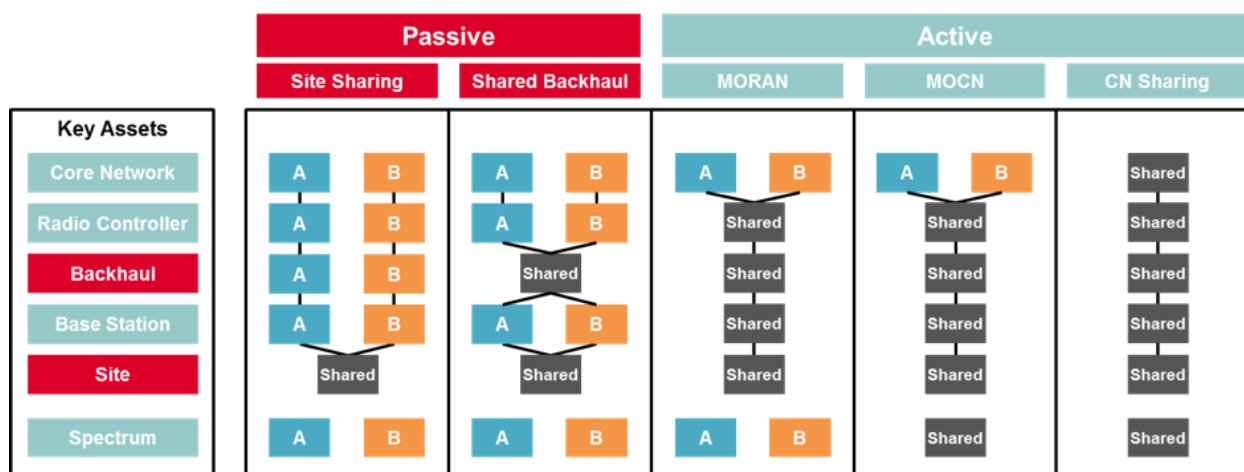 Passive Active
Site Sharing Shared Backhaul MORAN MOCN CN Sharing
Key Assets
Core Network A B A B A B A B Shared
Radio Controller A B A B Shared Shared Shared
Backhaul A B Shared Shared Shared Shared
Base Station A B A B Shared Shared Shared
Site Shared Shared Shared Shared Shared
Spectrum A B A B A B Shared Shared